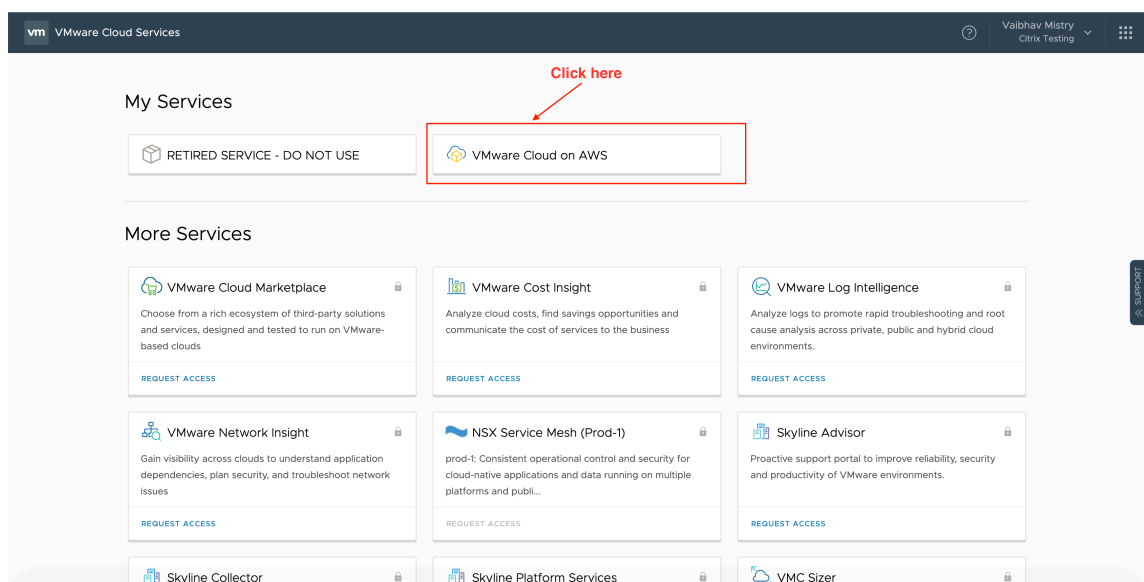 vm VMware Cloud Services
Vaibhav Mistry
Citrix Testing
Click here
My Services
RETIRED SERVICE - DO NOT USE
VMware Cloud on AWS
More Services
VMware Cloud Marketplace
Choose from a rich ecosystem of third-party solutions
and services, designed and tested to run on VMware-
based clouds
REQUEST ACCESS
VMware Cost Insight
Analyze cloud costs, find savings opportunities and
communicate the cost of services to the business
REQUEST ACCESS
VMware Log Intelligence
Analyze logs to promote rapid troubleshooting and root
cause analysis across private, public and hybrid cloud
environments.
REQUEST ACCESS
SUPPORT
VMware Network Insight
Gain visibility across clouds to understand application
dependencies, plan security, and troubleshoot network
issues
REQUEST ACCESS
NSX Service Mesh (Prod-1)
prod-1: Consistent operational control and security for
cloud-native applications and data running on multiple
platforms and publi...
REQUEST ACCESS
Skyline Advisor
Proactive support portal to improve reliability, security
and productivity of VMware environments.
REQUEST ACCESS
Skyline Collector
Skyline Platform Services
VMC Sizer